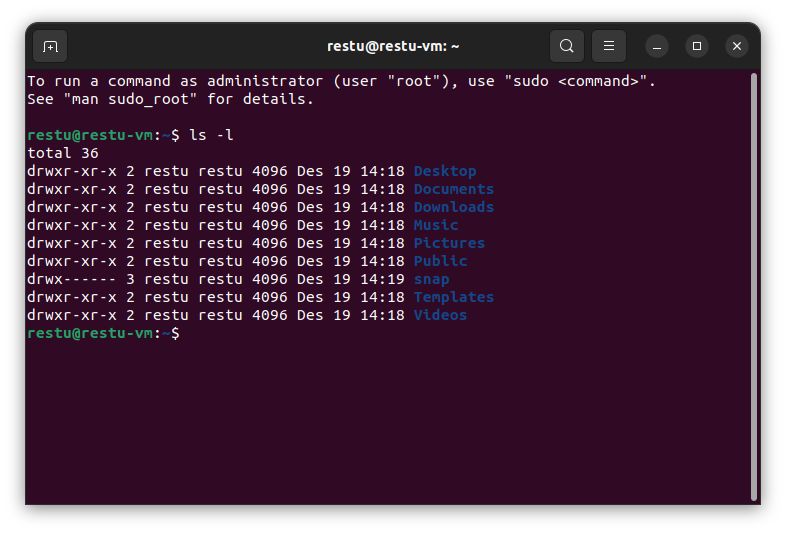 restu@restu-vm: ~
To run a command as administrator (user "root"), use "sudo <command>".
See "man sudo_root" for details.
restu@restu-vm:~$ ls -l
total 36
drwxr-xr-x 2 restu restu 4096 Des 19 14:18 Desktop
drwxr-xr-x 2 restu restu 4096 Des 19 14:18 Documents
drwxr-xr-x 2 restu restu 4096 Des 19 14:18 Downloads
drwxr-xr-x 2 restu restu 4096 Des 19 14:18 Music
drwxr-xr-x 2 restu restu 4096 Des 19 14:18 Pictures
drwxr-xr-x 2 restu restu 4096 Des 19 14:18 Public
drwx------ 3 restu restu 4096 Des 19 14:19 snap
drwxr-xr-x 2 restu restu 4096 Des 19 14:18 Templates
drwxr-xr-x 2 restu restu 4096 Des 19 14:18 Videos
restu@restu-vm:~$